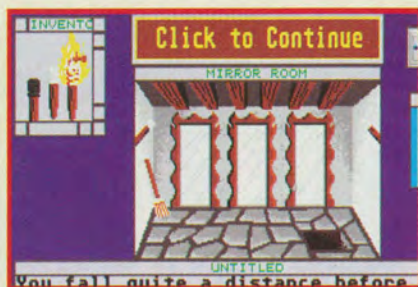 INVENTO
Click to Continue
MIRROR ROOM
UNTITLED
You fall quite a distance before